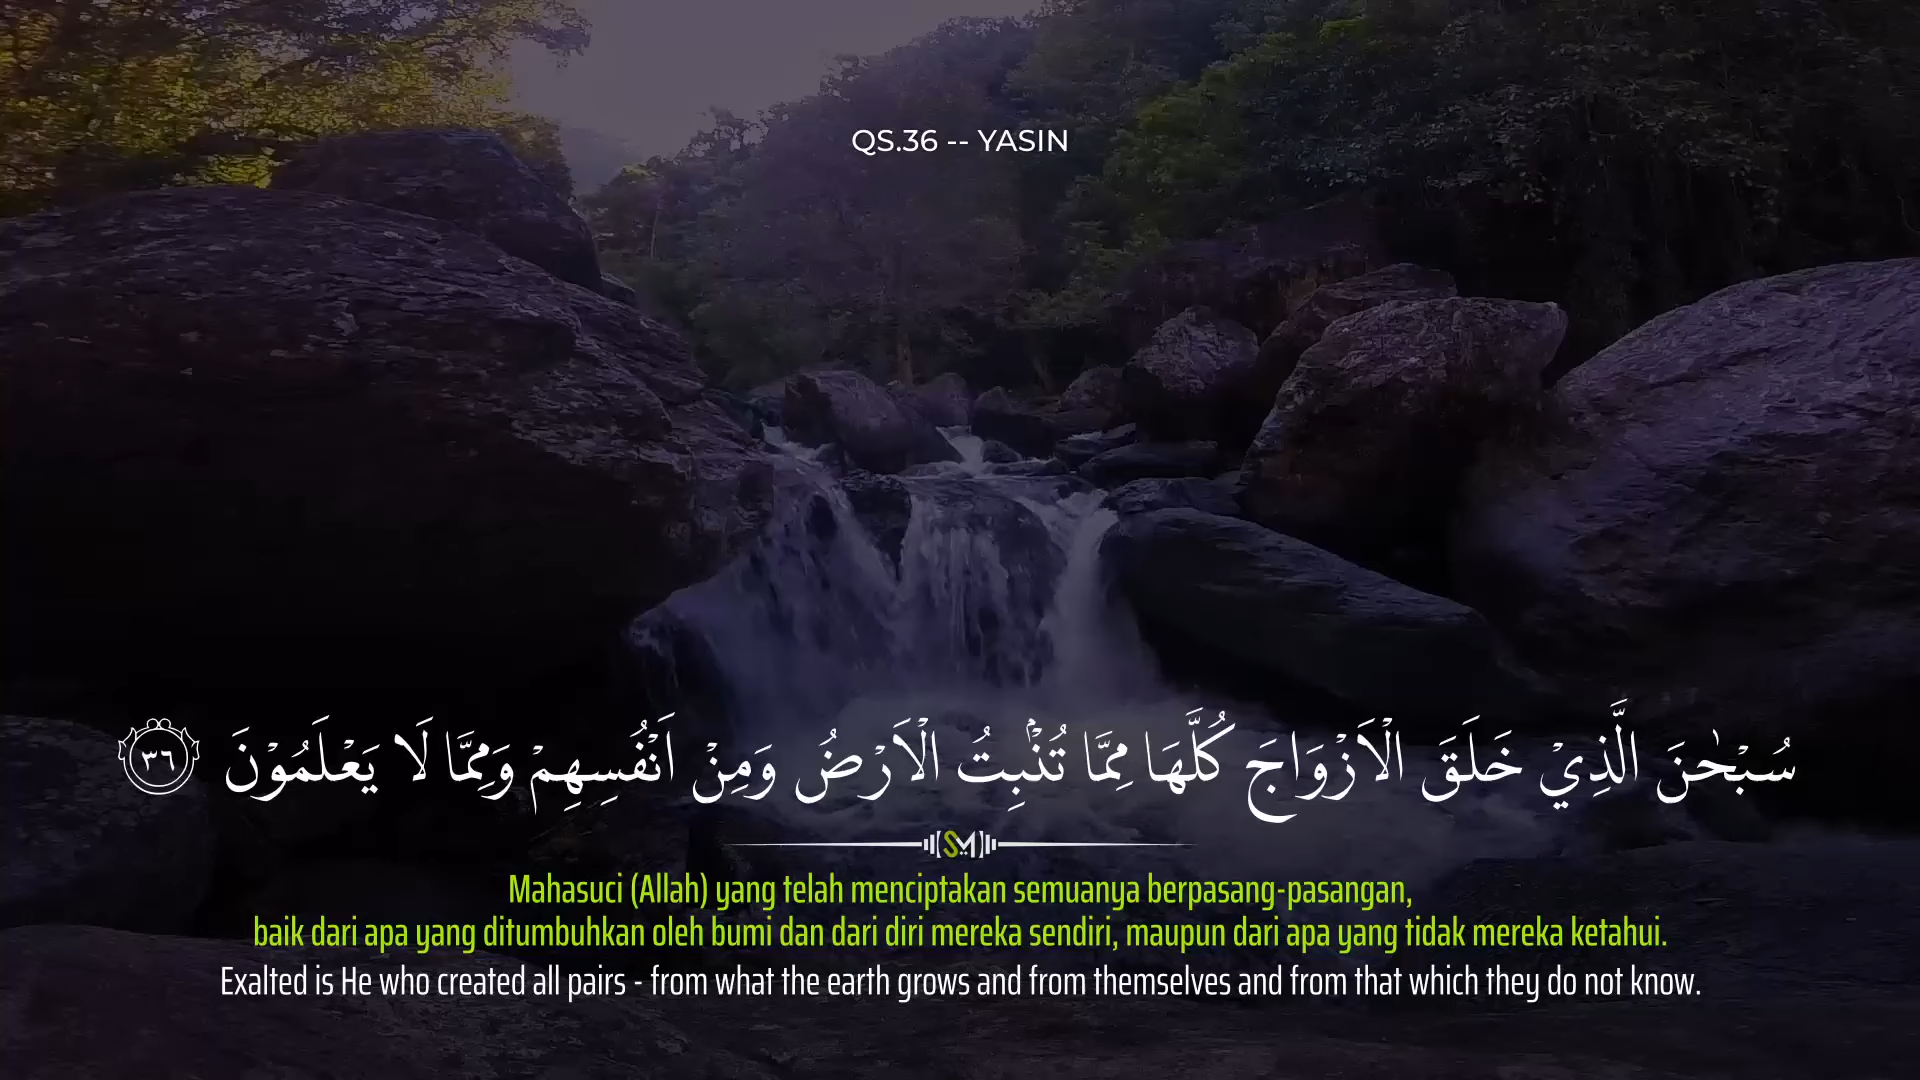 QS.36 -- YASIN
سُبْحٰنَ الَّذِيْ خَلَقَ الْاَزْوَاجَ كُلَّهَا مِمَّا تُنْۢبِتُ الْاَرْضُ وَمِنْ اَنْفُسِهِمْ وَمِمَّا لَا يَعْلَمُوْنَ ٣٦
SM
Mahasuci (Allah) yang telah menciptakan semuanya berpasang-pasangan,
baik dari apa yang ditumbuhkan oleh bumi dan dari diri mereka sendiri, maupun dari apa yang tidak mereka ketahui.
Exalted is He who created all pairs - from what the earth grows and from themselves and from that which they do not know.